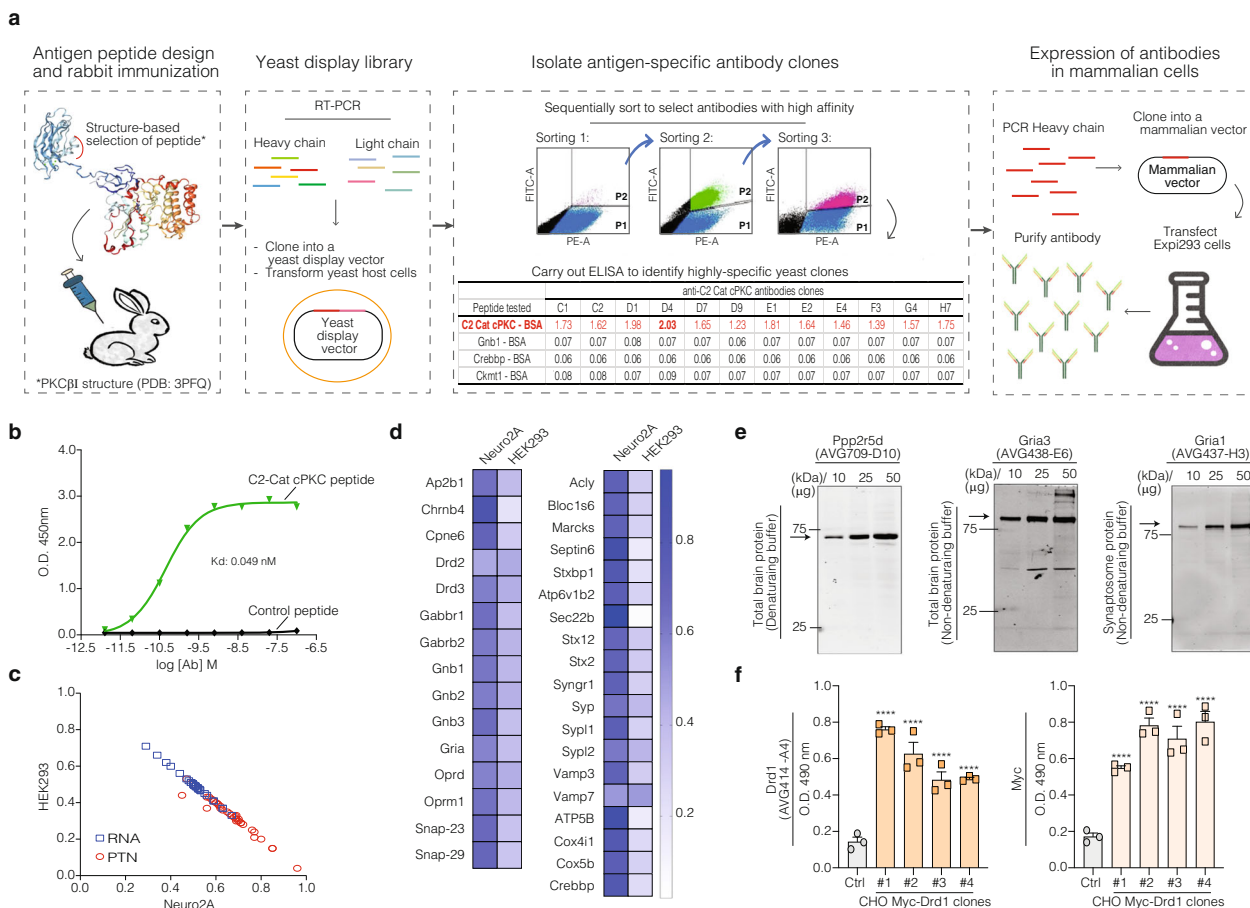 a
Antigen peptide design
and rabbit immunization
Structure-based
selection of peptide*
*PKCβI structure (PDB: 3PFQ)
Yeast display library
RT-PCR
Heavy chain
Light chain
- Clone into a
yeast display vector
- Transform yeast host cells
Yeast
display
vector
Isolate antigen-specific antibody clones
Sequentially sort to select antibodies with high affinity
Sorting 1:
Sorting 2:
Sorting 3:
FITC-A
FITC-A
FITC-A
P2
P2
P1
P1
P1
PE-A
PE-A
PE-A
Carry out ELISA to identify highly-specific yeast clones
anti-C2 Cat cPKC antibodies clones
Peptide tested C1 C2 D1 D4 D7 D9 E1 E2 E4 F3 G4 H7
C2 Cat cPKC - BSA 1.73 1.62 1.98 2.03 1.65 1.23 1.81 1.64 1.46 1.39 1.57 1.75
Gnb1 - BSA 0.07 0.07 0.08 0.07 0.07 0.06 0.07 0.07 0.07 0.07 0.07 0.07
Crebbp - BSA 0.06 0.06 0.06 0.06 0.06 0.06 0.06 0.06 0.06 0.06 0.06 0.06
Ckmt1 - BSA 0.08 0.08 0.07 0.09 0.07 0.07 0.07 0.07 0.07 0.07 0.07 0.07
Expression of antibodies
in mammalian cells
PCR Heavy chain
Clone into a
mammalian vector
Mammalian
vector
Purify antibody
Transfect
Expi293 cells
b
O.D. 450nm
4.0
3.0
2.0
1.0
0.0
C2-Cat cPKC peptide
Kd: 0.049 nM
Control peptide
-12.5 -11.5 -10.5 -9.5 -8.5 -7.5 -6.5
log [Ab] M
c
HEK293
1.0
0.8
0.6
0.4
0.2
0.0
RNA
PTN
0.0 0.2 0.4 0.6 0.8 1.0
Neuro2A
d
Neuro2A
HEK293
Ap2b1
Chrnb4
Cpne6
Drd2
Drd3
Gabbr1
Gabrb2
Gnb1
Gnb2
Gnb3
Gria
Oprd
Oprm1
Snap-23
Snap-29
Neuro2A
HEK293
Acly
Bloc1s6
Marcks
Septin6
Stxbp1
Atp6v1b2
Sec22b
Stx12
Stx2
Syngr1
Syp
Sypl1
Sypl2
Vamp3
Vamp7
ATP5B
Cox4i1
Cox5b
Crebbp
0.8
0.6
0.4
0.2
e
Ppp2r5d
(AVG709-D10)
(kDa)/(µg) 10 25 50
75
25
Total brain protein
(Denaturing buffer)
Gria3
(AVG438-E6)
(kDa)/(µg) 10 25 50
75
25
Total brain protein
(Non-denaturing buffer)
Gria1
(AVG437-H3)
(kDa)/(µg) 10 25 50
75
25
Synaptosome protein
(Non-denaturaing buffer)
f
Drd1
(AVG414 -A4)
O.D. 490 nm
1.0
0.8
0.6
0.4
0.2
0.0
****
****
****
****
Ctrl #1 #2 #3 #4
CHO Myc-Drd1 clones
Myc
O.D. 490 nm
1.0
0.8
0.6
0.4
0.2
0.0
****
****
****
****
Ctrl #1 #2 #3 #4
CHO Myc-Drd1 clones